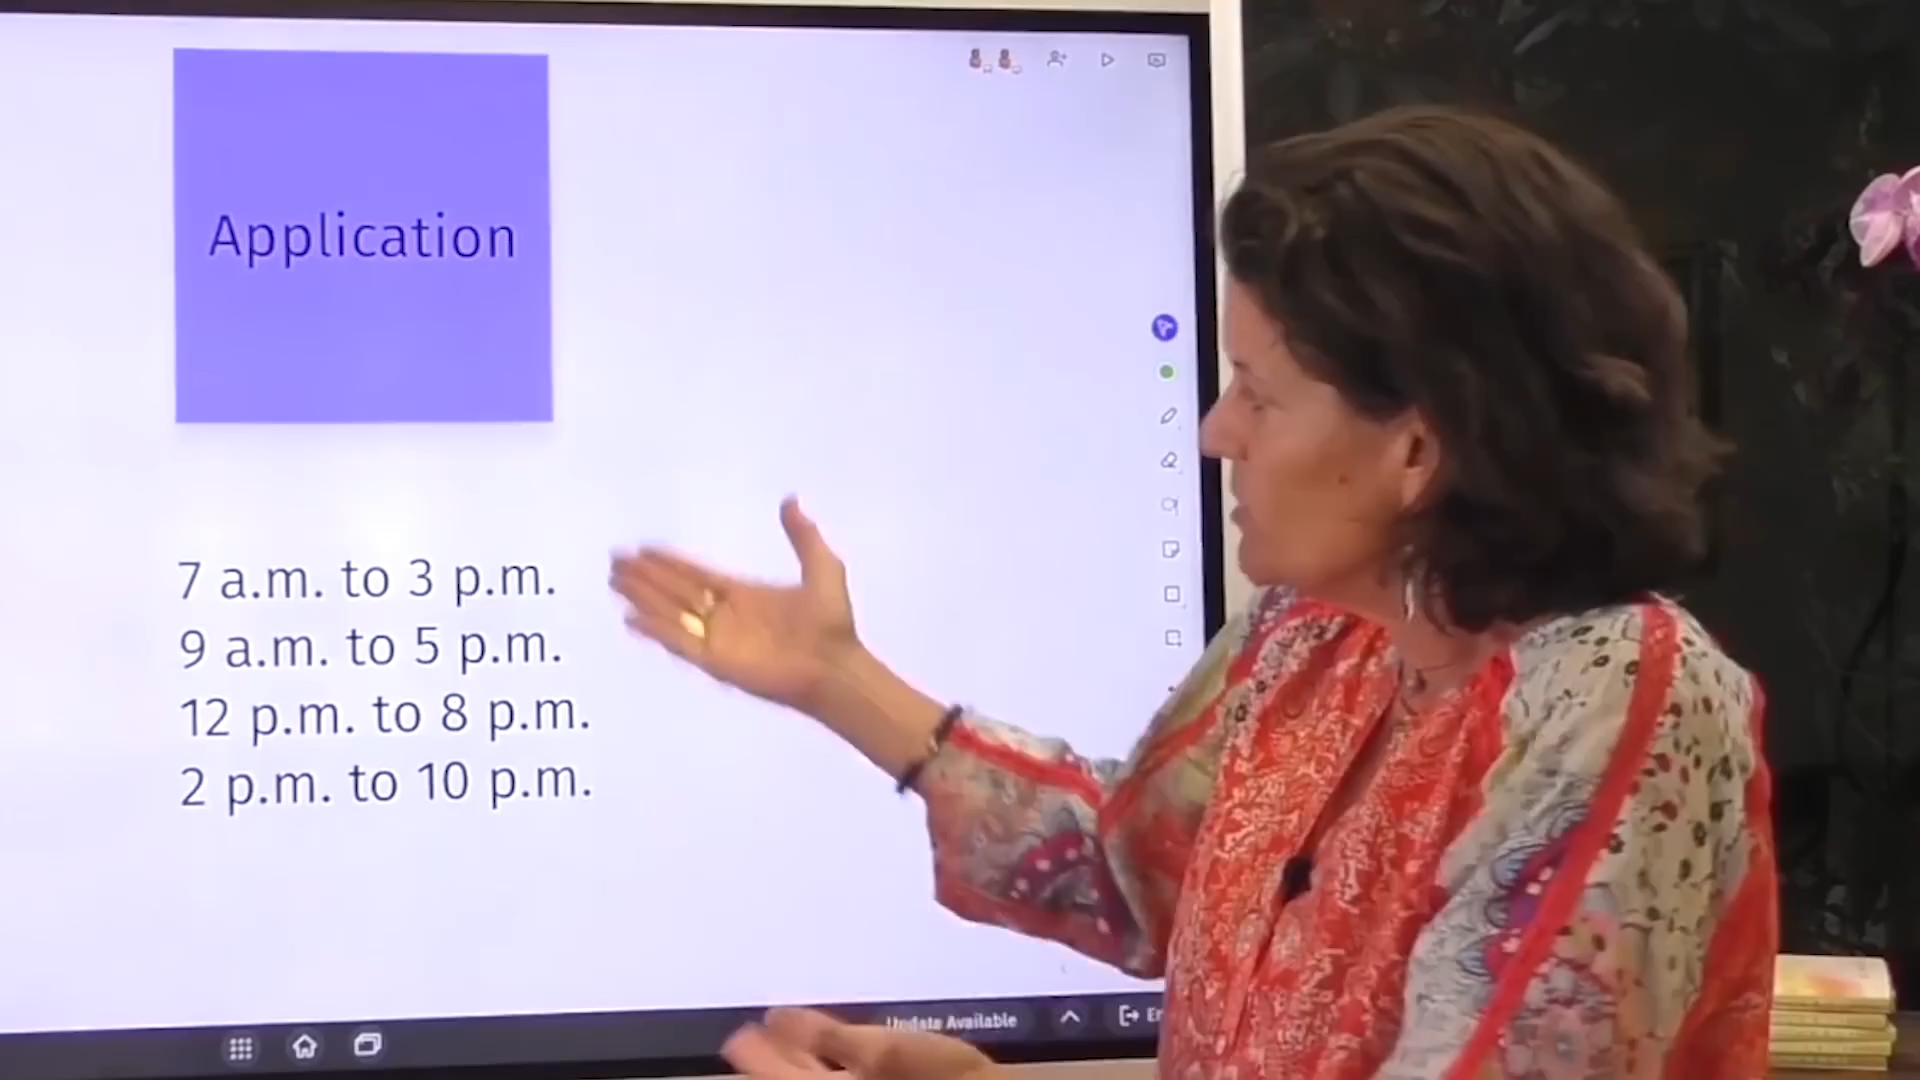 Application
7 a.m. to 3 p.m.
9 a.m. to 5 p.m.
12 p.m. to 8 p.m.
2 p.m. to 10 p.m.
Update Available